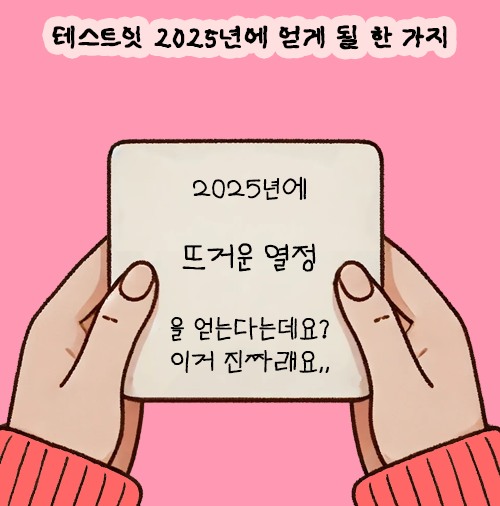 테스트잇 2025년에 얻게 될 한 가지
2025년에
뜨거운 열정
을 얻는다는데요?
이거 진짜래요,,